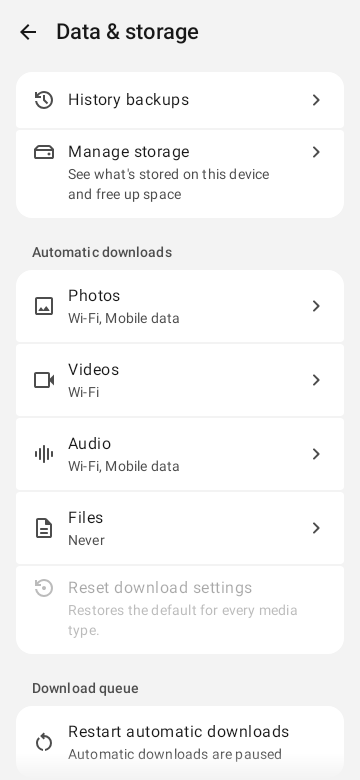 Data & storage
History backups
Manage storage
See what's stored on this device
and free up space
Automatic downloads
Photos
Wi-Fi, Mobile data
Videos
Wi-Fi
Audio
Wi-Fi, Mobile data
Files
Never
Reset download settings
Restores the default for every media
type.
Download queue
Restart automatic downloads
Automatic downloads are paused